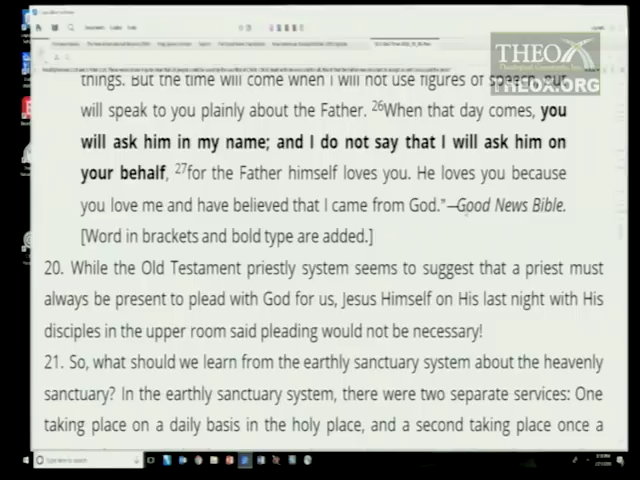 THEOX
THEOX.ORG
things. But the time will come when I will not use figures of speech, but
will speak to you plainly about the Father. 26When that day comes, you
will ask him in my name; and I do not say that I will ask him on
your behalf, 27for the Father himself loves you. He loves you because
you love me and have believed that I came from God."—Good News Bible.
[Word in brackets and bold type are added.]
20. While the Old Testament priestly system seems to suggest that a priest must
always be present to plead with God for us, Jesus Himself on His last night with His
disciples in the upper room said pleading would not be necessary!
21. So, what should we learn from the earthly sanctuary system about the heavenly
sanctuary? In the earthly sanctuary system, there were two separate services: One
taking place on a daily basis in the holy place, and a second taking place once a